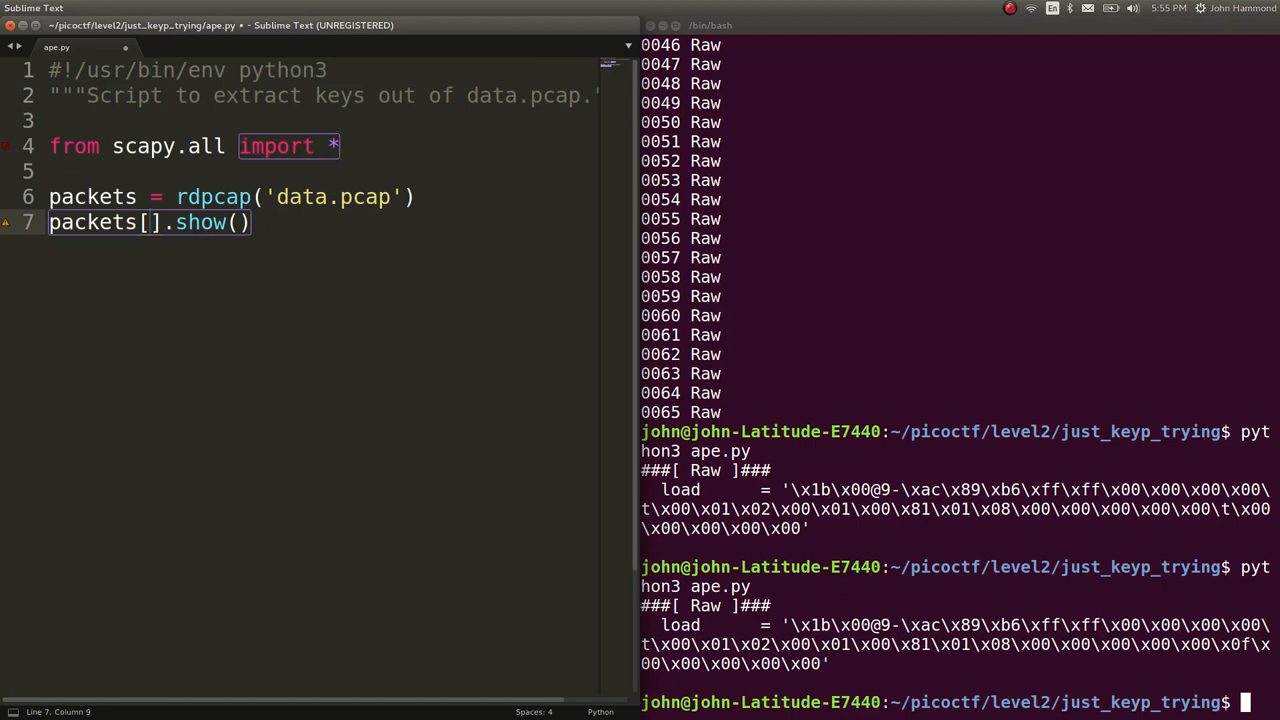 Sublime Text
En
5:55 PM
John Hammond
~/picoctf/level2/just_keyp_trying/ape.py • - Sublime Text (UNREGISTERED)
ape.py
1 #!/usr/bin/env python3
2 """Script to extract keys out of data.pcap."
3
4 from scapy.all import *
5
6 packets = rdpcap('data.pcap')
7 packets[].show()
Line 7, Column 9
Spaces: 4
Python
/bin/bash
0046 Raw
0047 Raw
0048 Raw
0049 Raw
0050 Raw
0051 Raw
0052 Raw
0053 Raw
0054 Raw
0055 Raw
0056 Raw
0057 Raw
0058 Raw
0059 Raw
0060 Raw
0061 Raw
0062 Raw
0063 Raw
0064 Raw
0065 Raw
john@john-Latitude-E7440:~/picoctf/level2/just_keyp_trying$ pyt
hon3 ape.py
###[ Raw ]###
load = '\x1b\x00@9-\xac\x89\xb6\xff\xff\x00\x00\x00\x00\
t\x00\x01\x02\x00\x01\x00\x81\x01\x08\x00\x00\x00\x00\x00\t\x00
\x00\x00\x00\x00'
john@john-Latitude-E7440:~/picoctf/level2/just_keyp_trying$ pyt
hon3 ape.py
###[ Raw ]###
load = '\x1b\x00@9-\xac\x89\xb6\xff\xff\x00\x00\x00\x00\
t\x00\x01\x02\x00\x01\x00\x81\x01\x08\x00\x00\x00\x00\x00\x0f\x
00\x00\x00\x00\x00'
john@john-Latitude-E7440:~/picoctf/level2/just_keyp_trying$